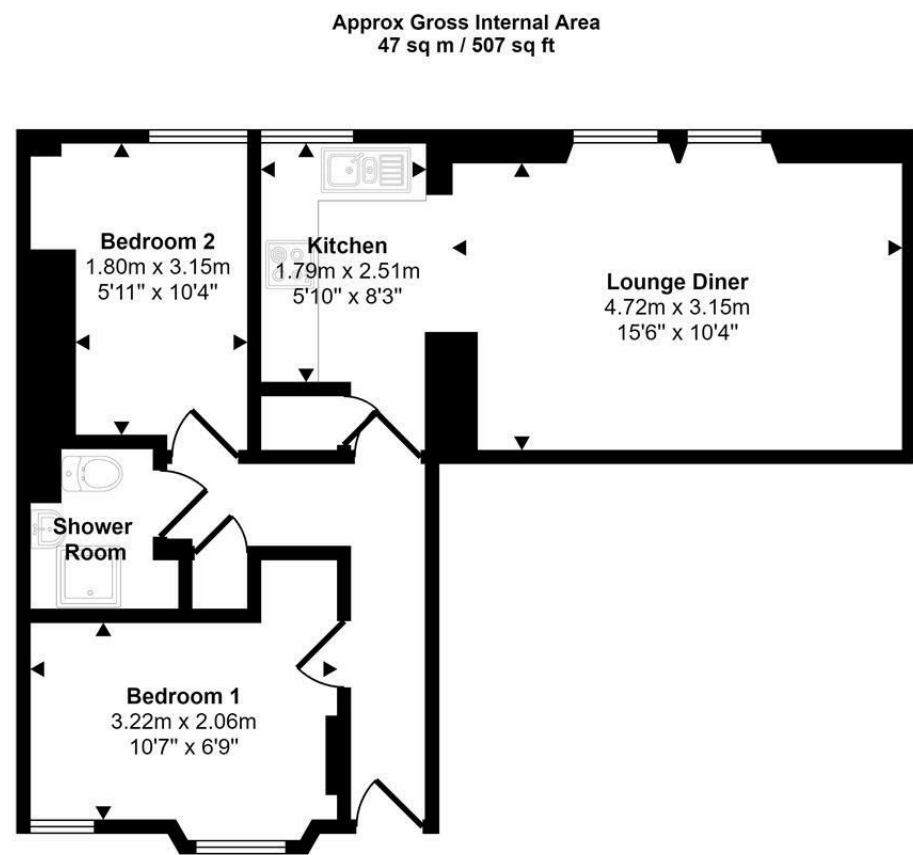 Approx Gross Internal Area
47 sq m / 507 sq ft
Bedroom 2
1.80m x 3.15m
5'11" x 10'4"
Kitchen
1.79m x 2.51m
5'10" x 8'3"
Lounge Diner
4.72m x 3.15m
15'6" x 10'4"
Shower
Room
Bedroom 1
3.22m x 2.06m
10'7" x 6'9"